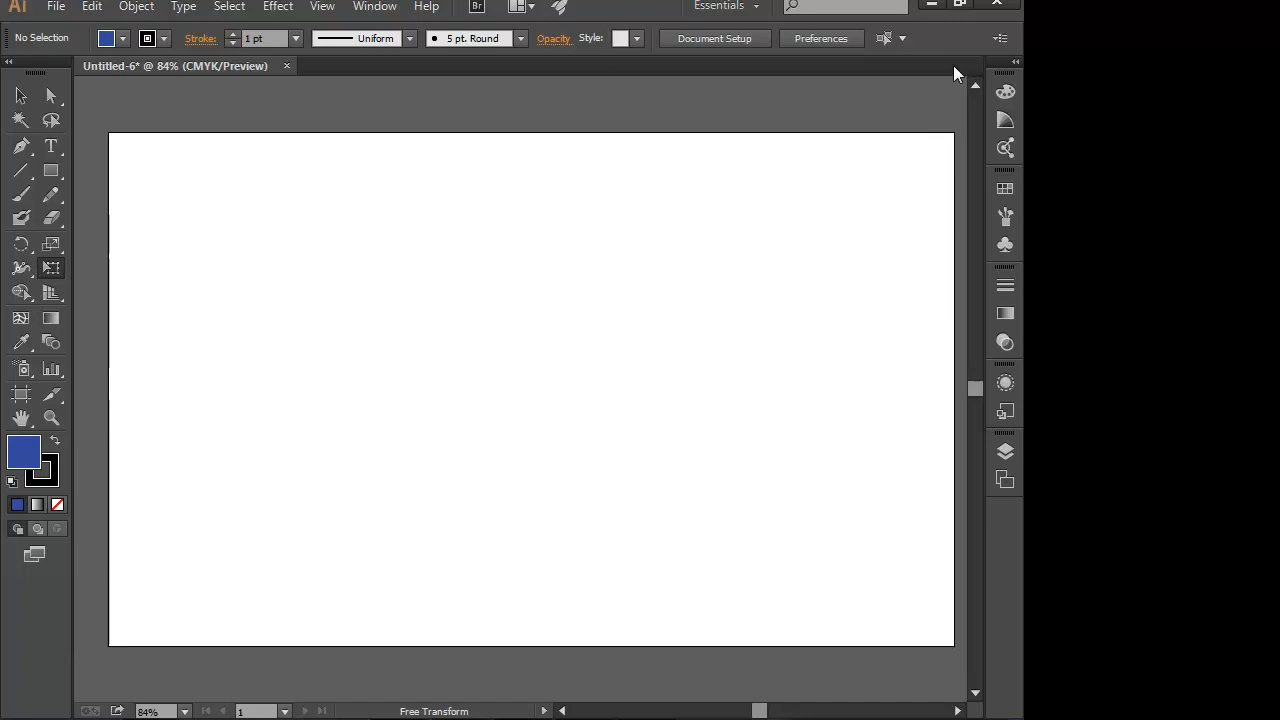 Ai File Edit Object Type Select Effect View Window Help Br Essentials
No Selection Stroke: 1 pt Uniform 5 pt. Round Opacity Style: Document Setup Preferences
Untitled-6* @ 84% (CMYK/Preview)
T
84% 1 Free Transform